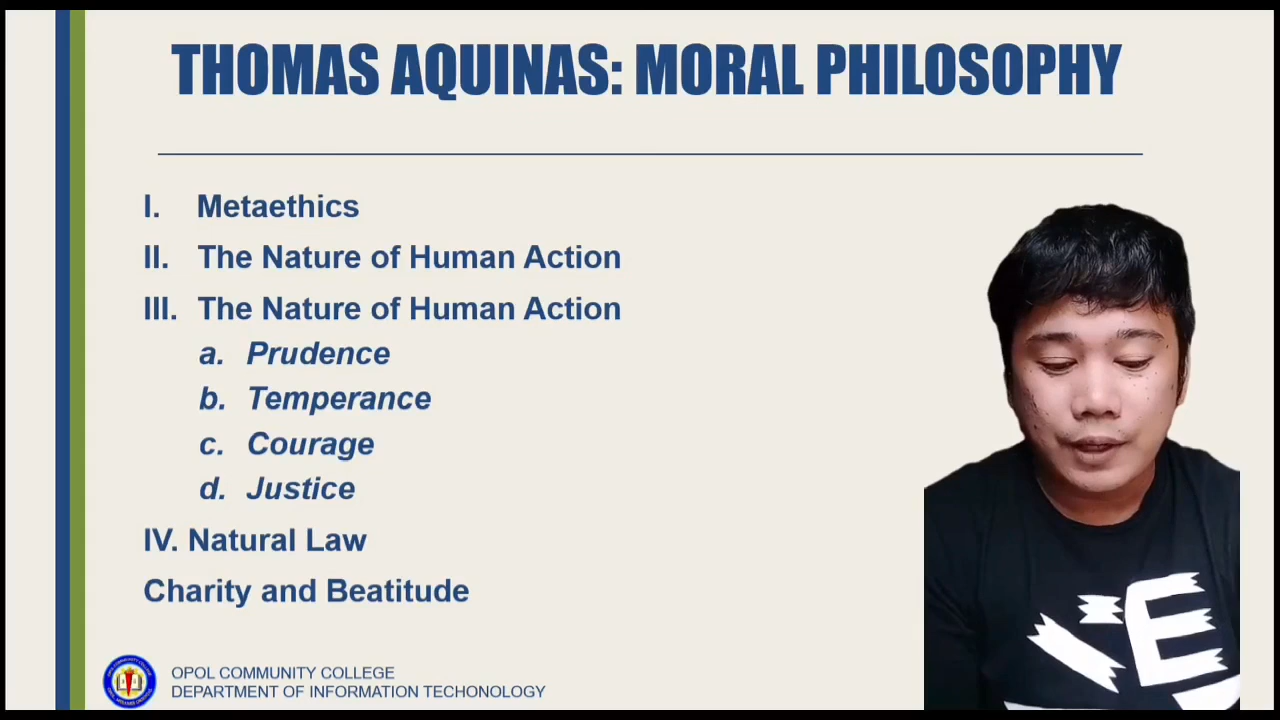 THOMAS AQUINAS: MORAL PHILOSOPHY
I. Metaethics
II. The Nature of Human Action
III. The Nature of Human Action
a. Prudence
b. Temperance
c. Courage
d. Justice
IV. Natural Law
Charity and Beatitude
OPOL COMMUNITY COLLEGE
DEPARTMENT OF INFORMATION TECHONOLOGY